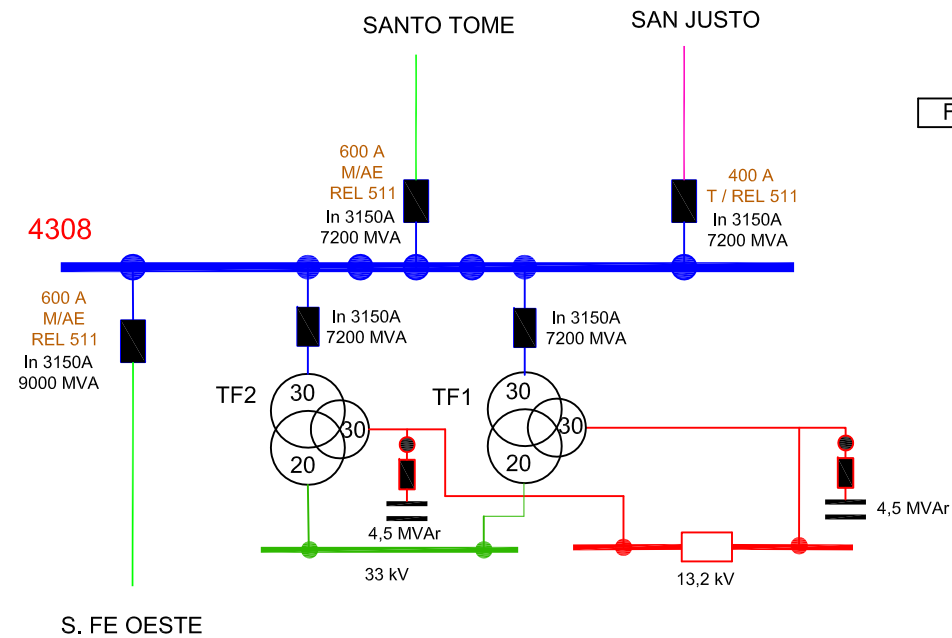 SANTO TOME
SAN JUSTO
F
600 A
M/AE
REL 511
In 3150A
7200 MVA
400 A
T / REL 511
In 3150A
7200 MVA
4308
600 A
M/AE
REL 511
In 3150A
9000 MVA
In 3150A
7200 MVA
In 3150A
7200 MVA
TF2
30
30
20
TF1
30
30
20
4,5 MVAr
4,5 MVAr
33 kV
13,2 kV
S. FE OESTE